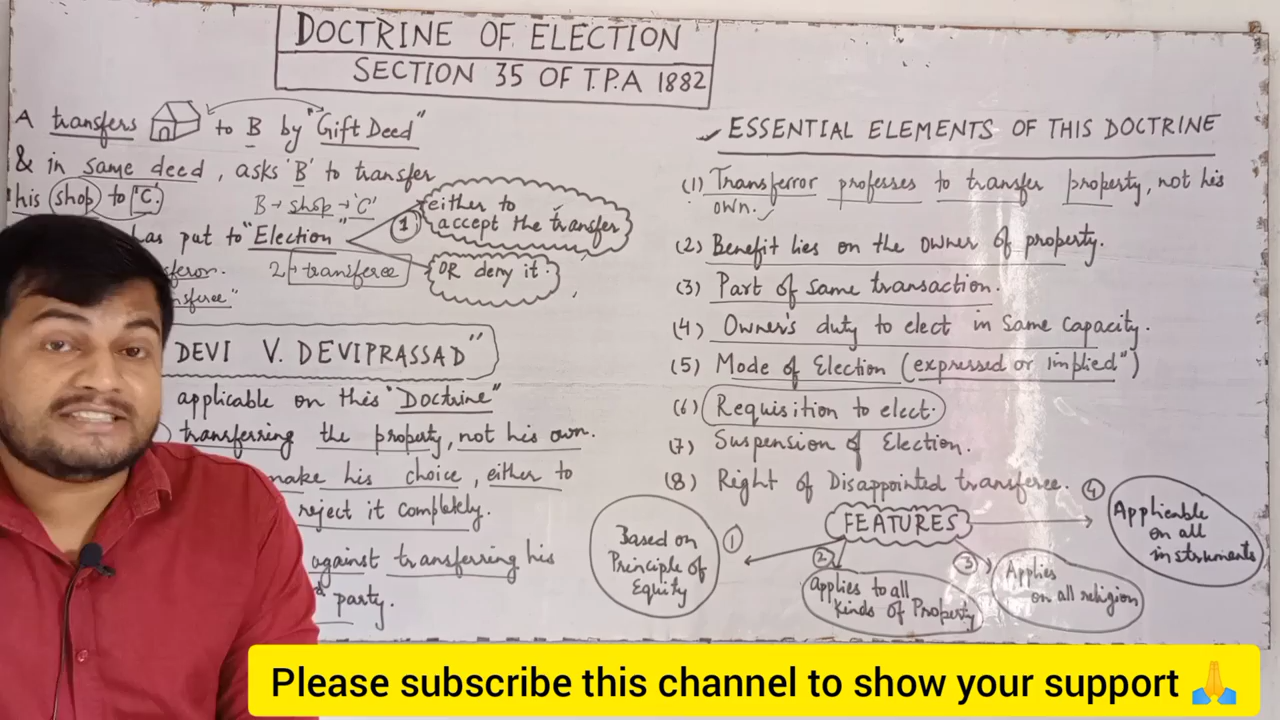 DOCTRINE OF ELECTION
SECTION 35 OF T.P.A 1882
A transfers to B by "Gift Deed"
& in same deed, asks 'B' to transfer
his shop to 'C'.
B → shop → 'C'
has put to "Election"
1 either to
accept the transfer
2 → transferee
OR deny it.
DEVI V. DEVIPRASSAD"
applicable on this "Doctrine"
transferring the property, not his own.
make his choice, either to
reject it completely.
against transferring his
party.
ESSENTIAL ELEMENTS OF THIS DOCTRINE
(1) Transferror professes to transfer property, not his
own.
(2) Benefit lies on the owner of property.
(3) Part of same transaction.
(4) Owner's duty to elect in same capacity.
(5) Mode of Election (expressed or implied")
(6) Requisition to elect.
(7) Suspension of Election.
(8) Right of Disappointed transferee.
FEATURES
1 Based on
Principle of
Equity
2 applies to all
kinds of Property
3 Applies
on all religion
4 Applicable
on all
instruments
Please subscribe this channel to show your support 🙏